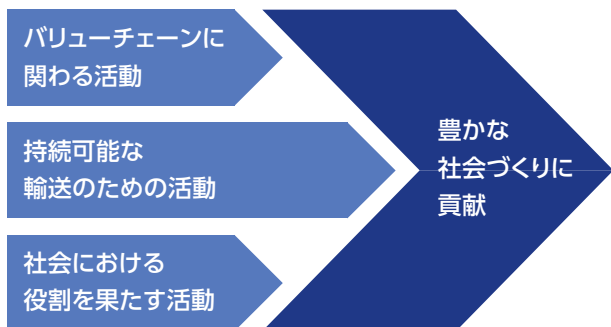 バリューチェーンに
関わる活動
持続可能な
輸送のための活動
社会における
役割を果たす活動
豊かな
社会づくりに
貢献